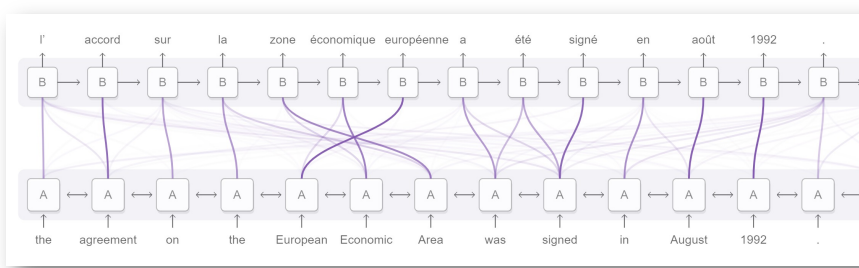 l' accord sur la zone économique européenne a été signé en août 1992 .
B B B B B B B B B B B B B
A A A A A A A A A A A A A
the agreement on the European Economic Area was signed in August 1992 .